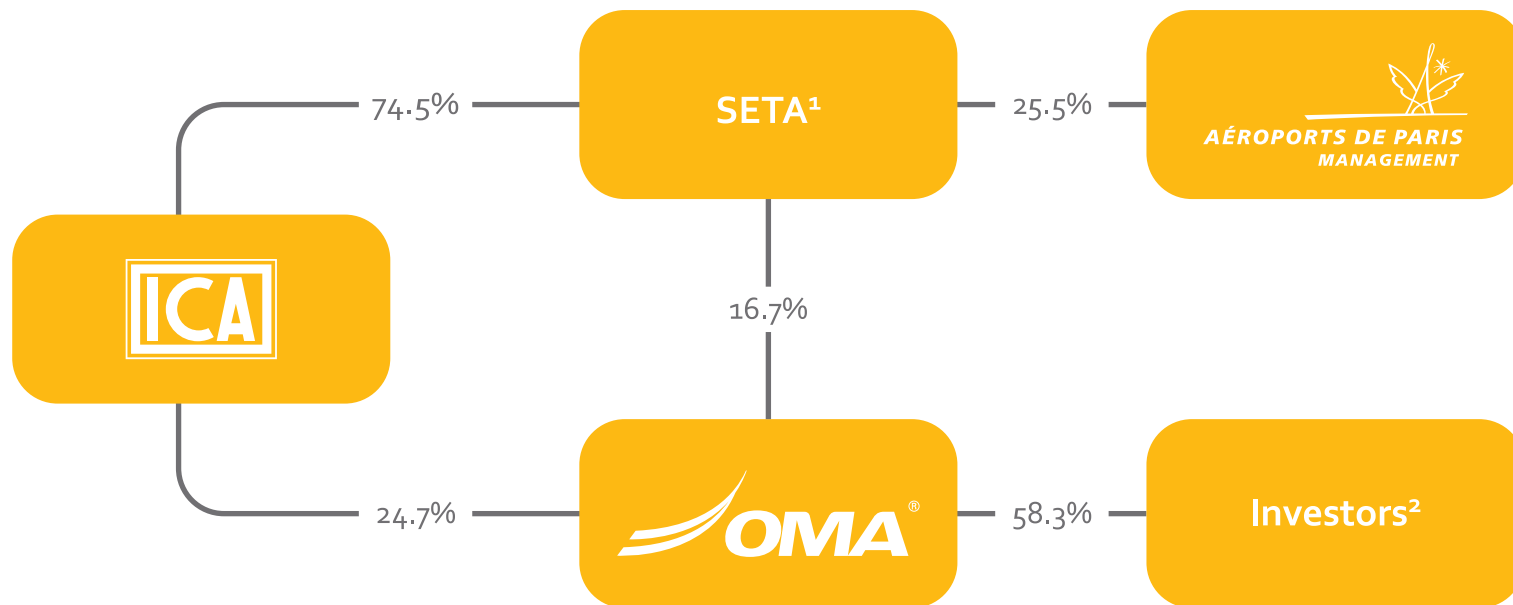 74.5%
SETA¹
25.5%
AÉROPORTS DE PARIS
MANAGEMENT
ICA
16.7%
24.7%
OMA®
58.3%
Investors²